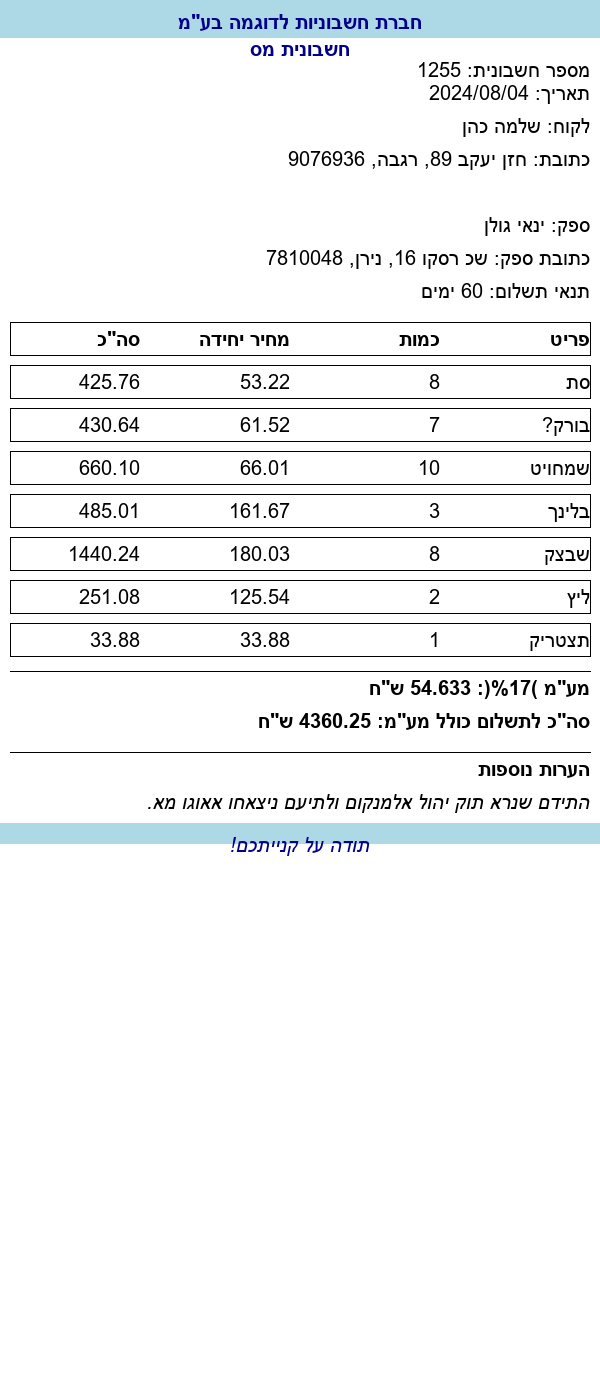 חברת חשבוניות לדוגמה בע"מ
חשבונית מס
מספר חשבונית: 1255
תאריך: 2024/08/04
לקוח: שלמה כהן
כתובת: חזן יעקב 89, רגבה, 9076936
ספק: ינאי גולן
כתובת ספק: שכ רסקו 16, נירן, 7810048
תנאי תשלום: 60 ימים
פריט כמות מחיר יחידה סה"כ
סת 8 53.22 425.76
בורק? 7 61.52 430.64
שמחויט 10 66.01 660.10
בלינך 3 161.67 485.01
שבצק 8 180.03 1440.24
ליץ 2 125.54 251.08
תצטריק 1 33.88 33.88
מע"מ )17%(: 54.633 ש"ח
סה"כ לתשלום כולל מע"מ: 4360.25 ש"ח
הערות נוספות
התידם שנרא תוק יהול אלמנקום ולתיעם ניצאחו אאוגו מא.
תודה על קנייתכם!